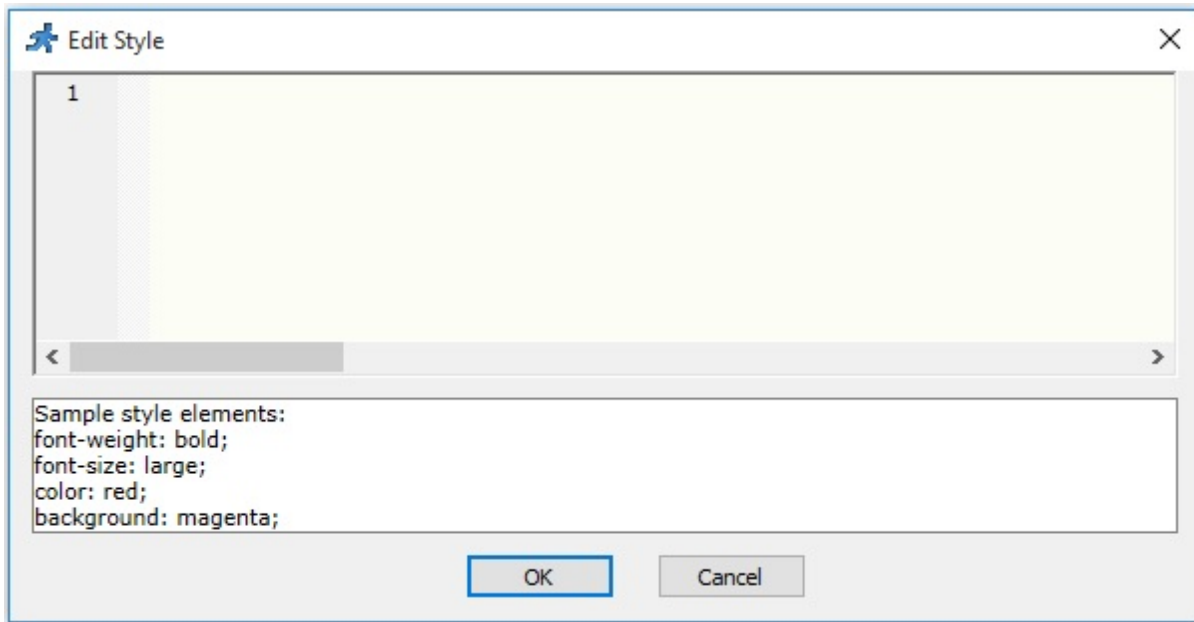 Edit Style
1
Sample style elements:
font-weight: bold;
font-size: large;
color: red;
background: magenta;
OK
Cancel